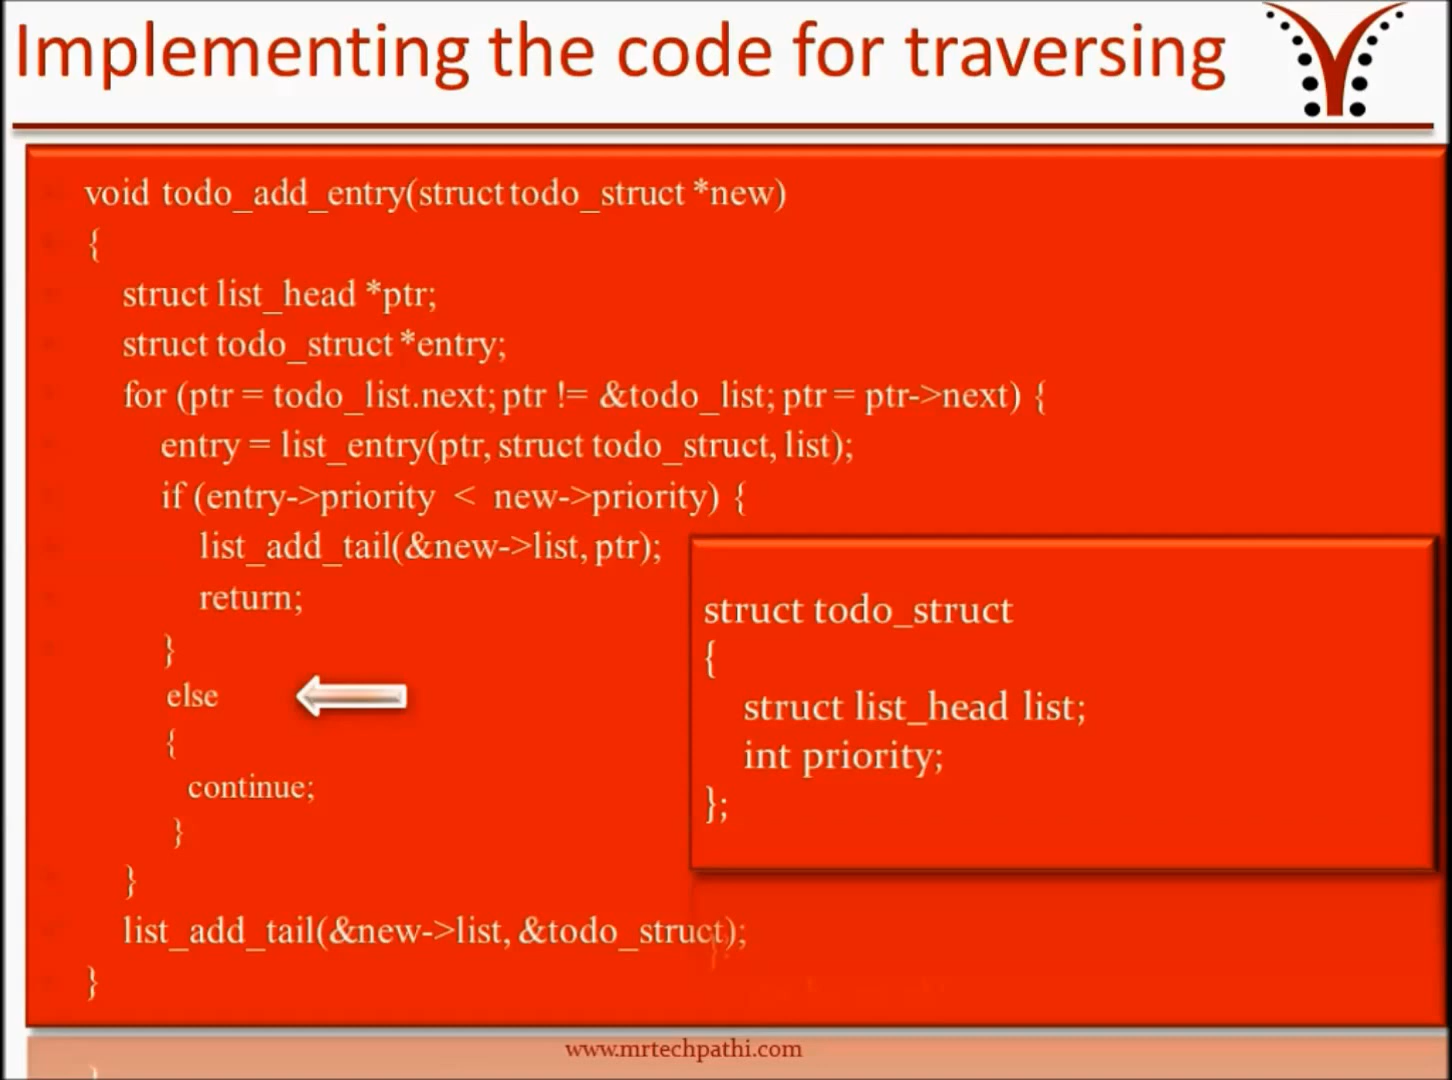 Implementing the code for traversing
void todo_add_entry(struct todo_struct *new)
{
struct list_head *ptr;
struct todo_struct *entry;
for (ptr = todo_list.next; ptr != &todo_list; ptr = ptr->next) {
entry = list_entry(ptr, struct todo_struct, list);
if (entry->priority < new->priority) {
list_add_tail(&new->list, ptr);
return;
}
else
{
continue;
}
}
list_add_tail(&new->list, &todo_struct);
}
struct todo_struct
{
struct list_head list;
int priority;
};
www.mrtechpathi.com